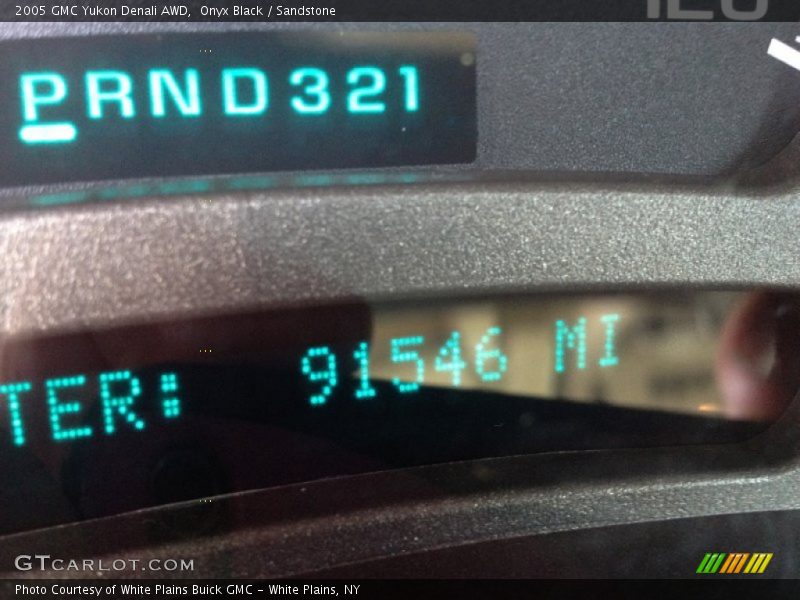 2005 GMC Yukon Denali AWD, Onyx Black / Sandstone
PRND321
TER: 91546 MI
GTCARLOT.COM
Photo Courtesy of White Plains Buick GMC - White Plains, NY